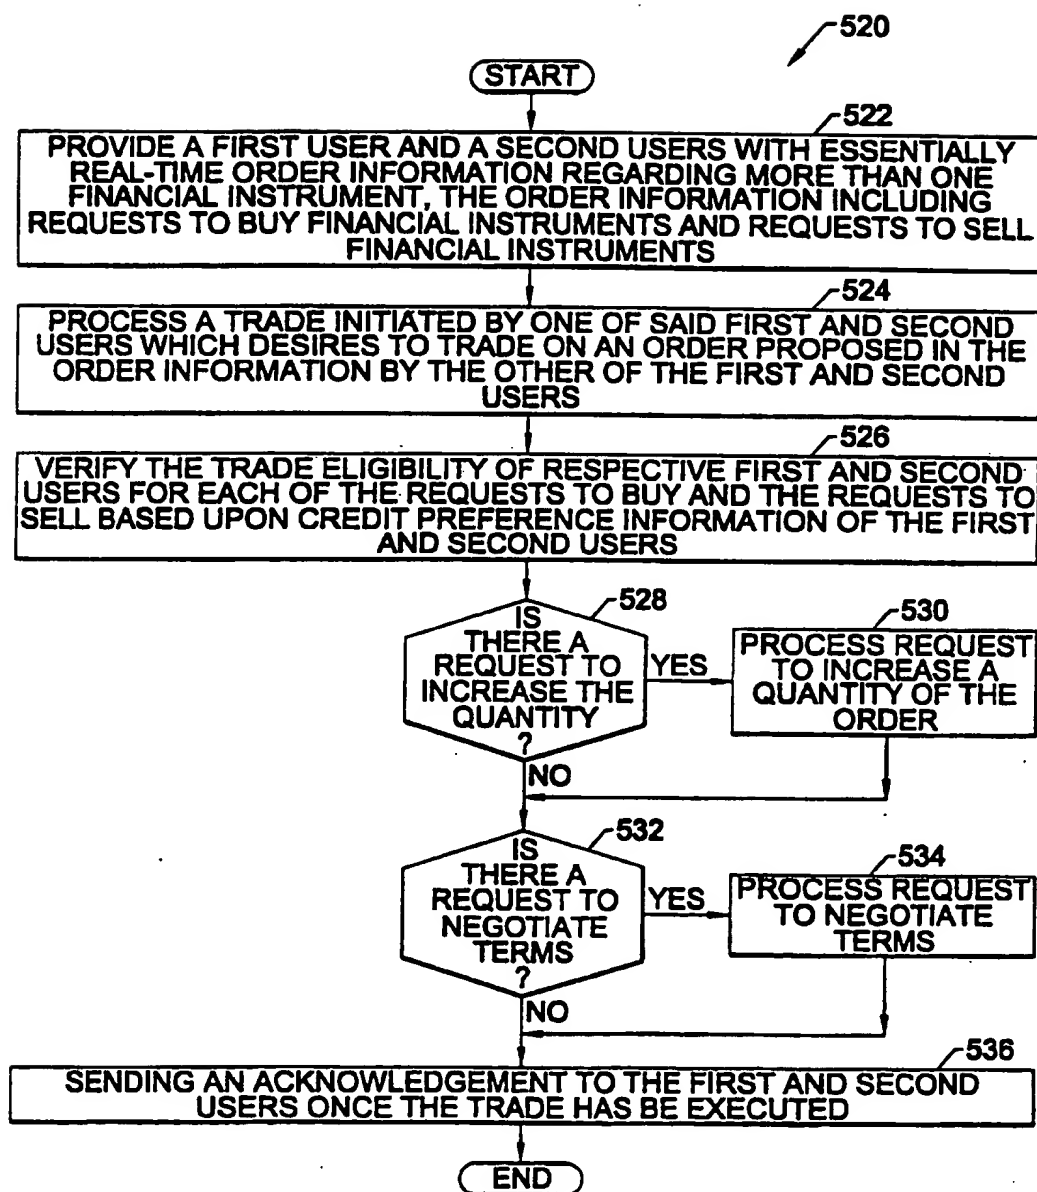 520
START
522
PROVIDE A FIRST USER AND A SECOND USERS WITH ESSENTIALLY
REAL-TIME ORDER INFORMATION REGARDING MORE THAN ONE
FINANCIAL INSTRUMENT, THE ORDER INFORMATION INCLUDING
REQUESTS TO BUY FINANCIAL INSTRUMENTS AND REQUESTS TO SELL
FINANCIAL INSTRUMENTS
524
PROCESS A TRADE INITIATED BY ONE OF SAID FIRST AND SECOND
USERS WHICH DESIRES TO TRADE ON AN ORDER PROPOSED IN THE
ORDER INFORMATION BY THE OTHER OF THE FIRST AND SECOND
USERS
526
VERIFY THE TRADE ELIGIBILITY OF RESPECTIVE FIRST AND SECOND
USERS FOR EACH OF THE REQUESTS TO BUY AND THE REQUESTS TO
SELL BASED UPON CREDIT PREFERENCE INFORMATION OF THE FIRST
AND SECOND USERS
528
IS
THERE A
REQUEST TO
INCREASE THE
QUANTITY
?
YES
530
PROCESS REQUEST
TO INCREASE A
QUANTITY OF THE
ORDER
NO
532
IS
THERE A
REQUEST TO
NEGOTIATE
TERMS
?
YES
534
PROCESS REQUEST
TO NEGOTIATE
TERMS
NO
536
SENDING AN ACKNOWLEDGEMENT TO THE FIRST AND SECOND
USERS ONCE THE TRADE HAS BE EXECUTED
END